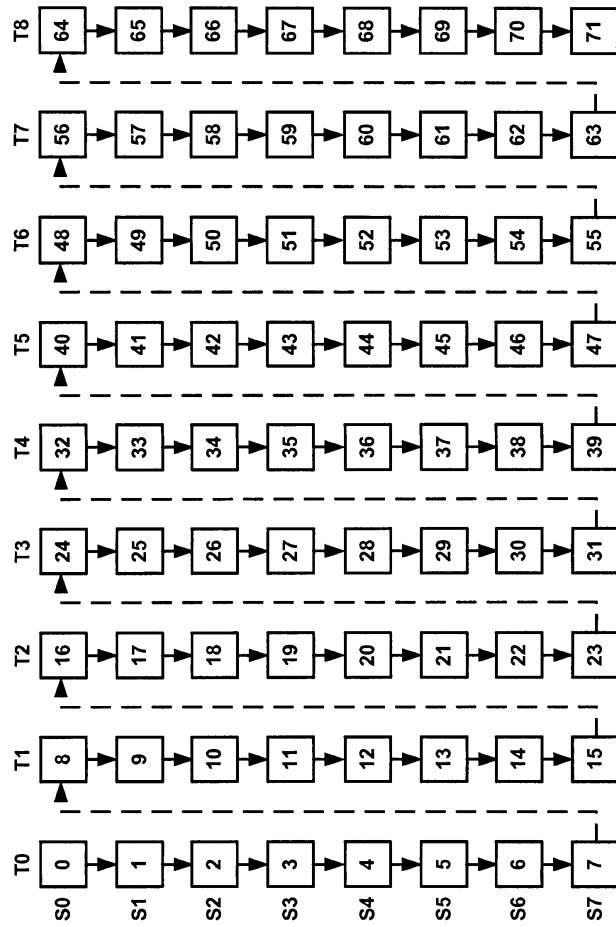 T0 T1 T2 T3 T4 T5 T6 T7 T8
S0 0 8 16 24 32 40 48 56 64
S1 1 9 17 25 33 41 49 57 65
S2 2 10 18 26 34 42 50 58 66
S3 3 11 19 27 35 43 51 59 67
S4 4 12 20 28 36 44 52 60 68
S5 5 13 21 29 37 45 53 61 69
S6 6 14 22 30 38 46 54 62 70
S7 7 15 23 31 39 47 55 63 71